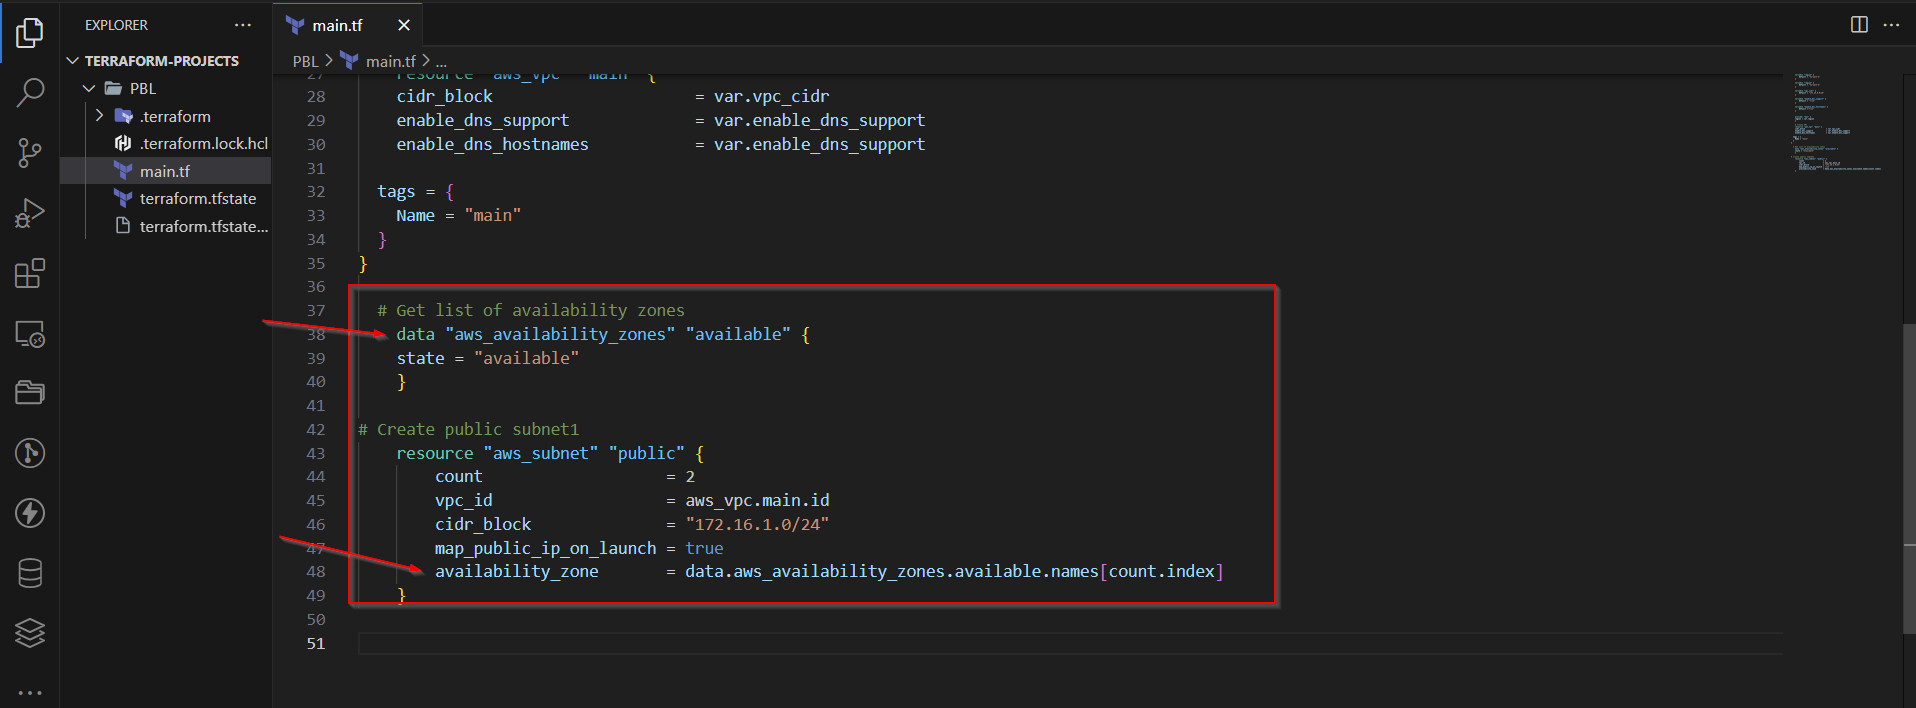 EXPLORER
TERRAFORM-PROJECTS
PBL
.terraform
.terraform.lock.hcl
main.tf
terraform.tfstate
terraform.tfstate...
main.tf
PBL > main.tf > ...
27 resource "aws_vpc" "main" {
28 cidr_block = var.vpc_cidr
29 enable_dns_support = var.enable_dns_support
30 enable_dns_hostnames = var.enable_dns_support
31
32 tags = {
33 Name = "main"
34 }
35 }
36
37 # Get list of availability zones
38 data "aws_availability_zones" "available" {
39 state = "available"
40 }
41
42 # Create public subnet1
43 resource "aws_subnet" "public" {
44 count = 2
45 vpc_id = aws_vpc.main.id
46 cidr_block = "172.16.1.0/24"
47 map_public_ip_on_launch = true
48 availability_zone = data.aws_availability_zones.available.names[count.index]
49 }
50
51